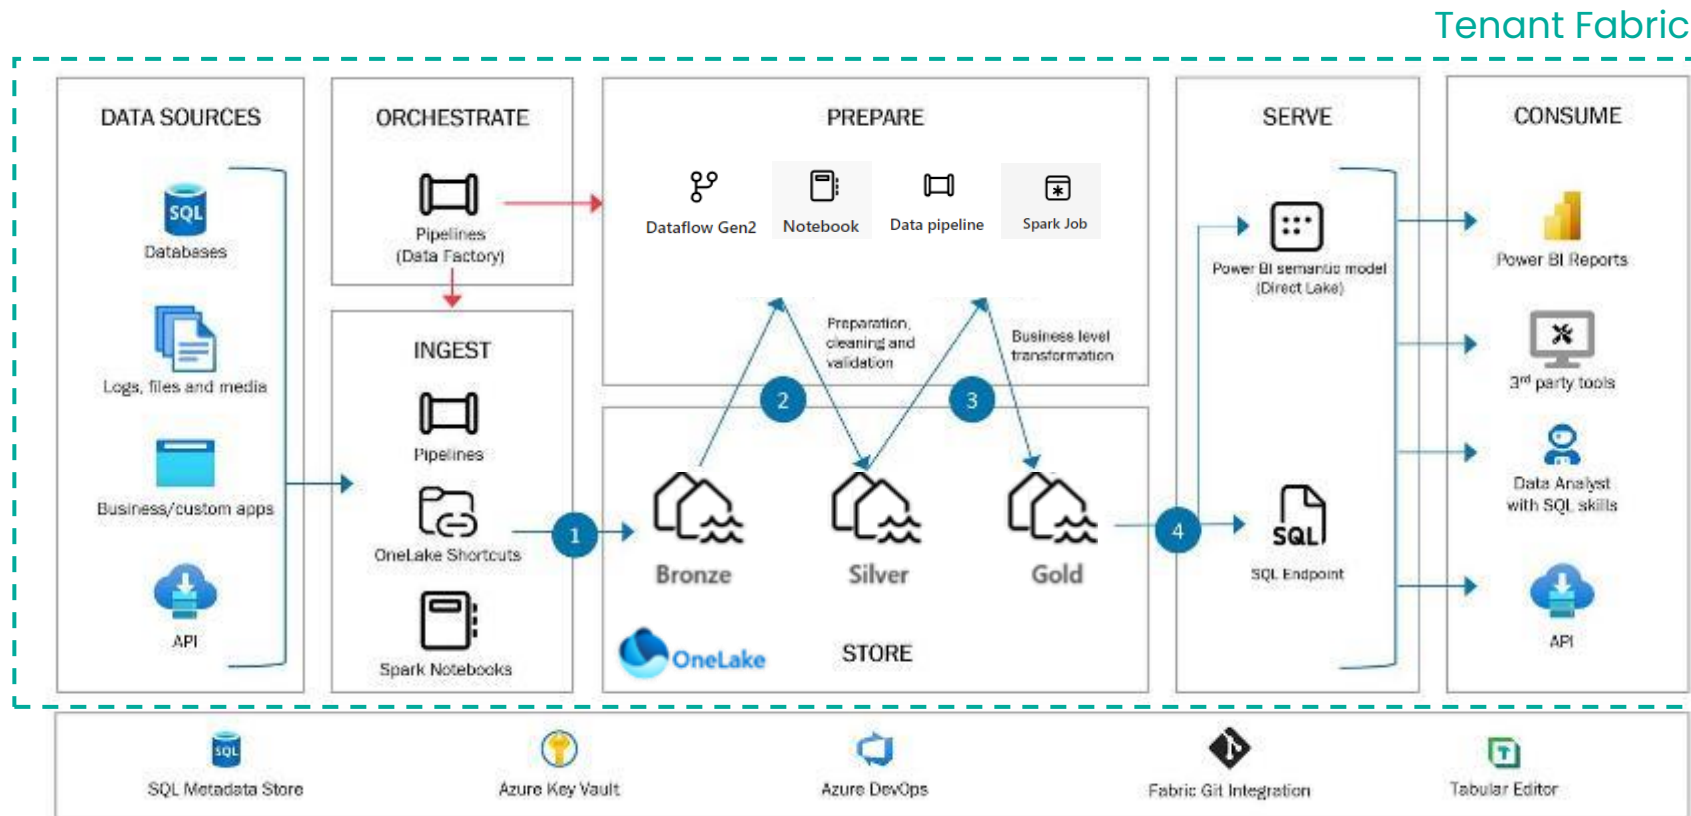 Tenant Fabric
DATA SOURCES
SQL
Databases
Logs, files and media
Business/custom apps
API
ORCHESTRATE
Pipelines
(Data Factory)
INGEST
Pipelines
OneLake Shortcuts
Spark Notebooks
PREPARE
Dataflow Gen2
Notebook
Data pipeline
Spark Job
Preparation,
cleaning and
validation
Business level
transformation
1
2
3
4
Bronze
Silver
Gold
OneLake
STORE
SERVE
Power BI semantic model
(Direct Lake)
SQL
SQL Endpoint
CONSUME
Power BI Reports
3rd party tools
Data Analyst
with SQL skills
API
SQL
SQL Metadata Store
Azure Key Vault
Azure DevOps
Fabric Git Integration
T
Tabular Editor